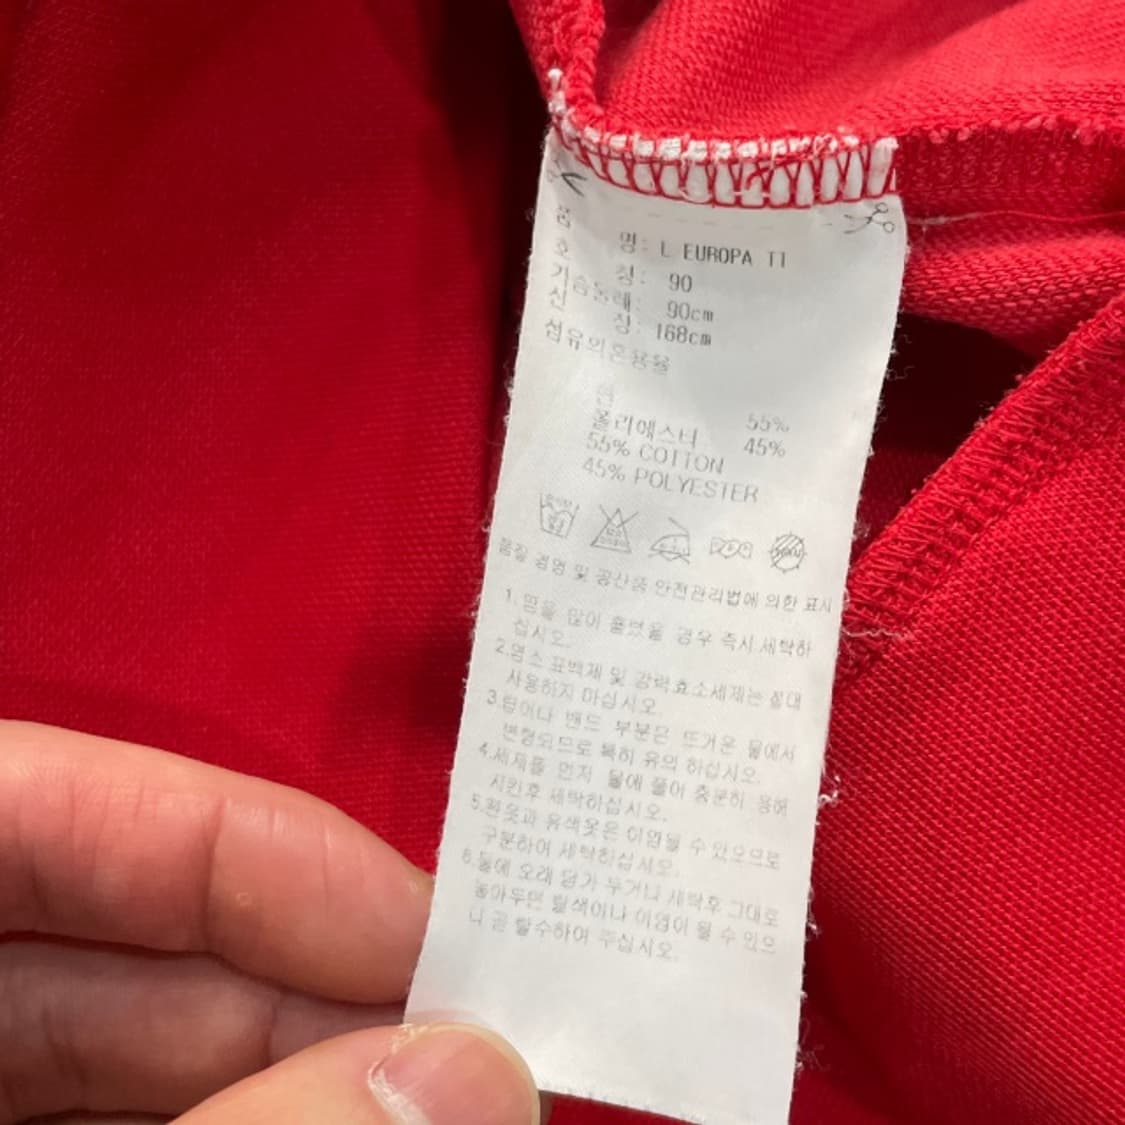 품 명: L EUROPA TT
호 칭: 90
가슴둘레: 90cm
신 장: 168cm
섬유의혼용율
면 55%
폴리에스터 45%
55% COTTON
45% POLYESTER
품질 경영 및 공산품 안전관리법에 의한 표시
1.땀을 많이 흘렸을 경우 즉시 세탁하
십시오.
2.염소 표백제 및 강력효소세제는 절대
사용하지 마십시오.
3.립이나 밴드 부분은 뜨거운 물에서
변형되므로 특히 유의 하십시오.
4.세제를 먼저 물에 풀어 충분히 용해
시킨후 세탁하십시오.
5.흰옷과 유색옷은 이염될 수 있으므로
구분하여 세탁하십시오.
6.물에 오래 담가 두거나 세탁후 그대로
놓아두면 탈색이나 이염이 될 수 있으
니 곧 탈수하여 주십시오.